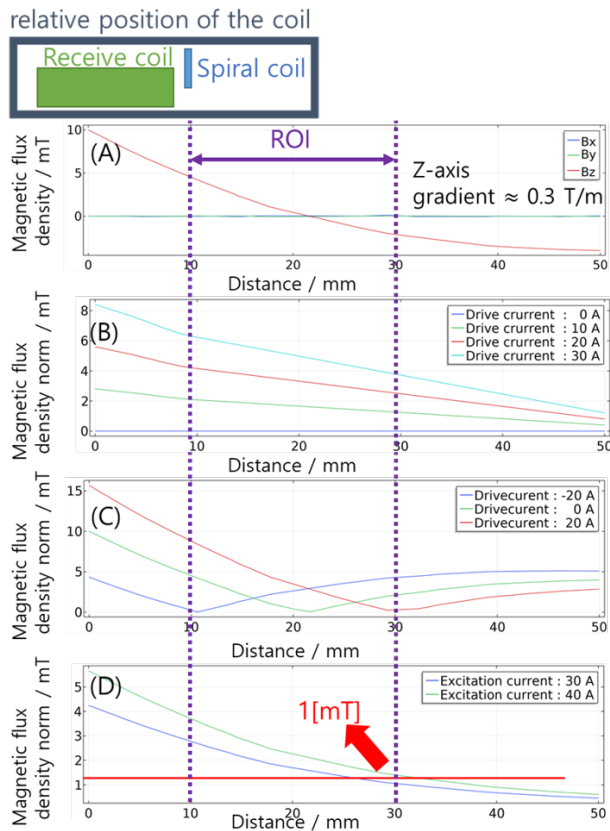 relative position of the coil
Receive coil
Spiral coil
(A)
ROI
Bx
By
Bz
Z-axis
gradient ≈ 0.3 T/m
Magnetic flux
density / mT
10
5
0
0 10 20 30 40 50
Distance / mm
(B)
Drive crurrent : 0 A
Drive crurrent : 10 A
Drive crurrent : 20 A
Drive crurrent : 30 A
Magnetic flux
density norm / mT
8
6
4
2
0
0 10 20 30 40 50
Distance / mm
(C)
Drivecurent : -20 A
Drivecurent : 0 A
Drivecurent : 20 A
Magnetic flux
density norm / mT
15
10
5
0
0 10 20 30 40 50
Distance / mm
(D)
Excitation current : 30 A
Excitation current : 40 A
1[mT]
Magnetic flux
density norm / mT
5
4
3
2
1
0 10 20 30 40 50
Distance / mm